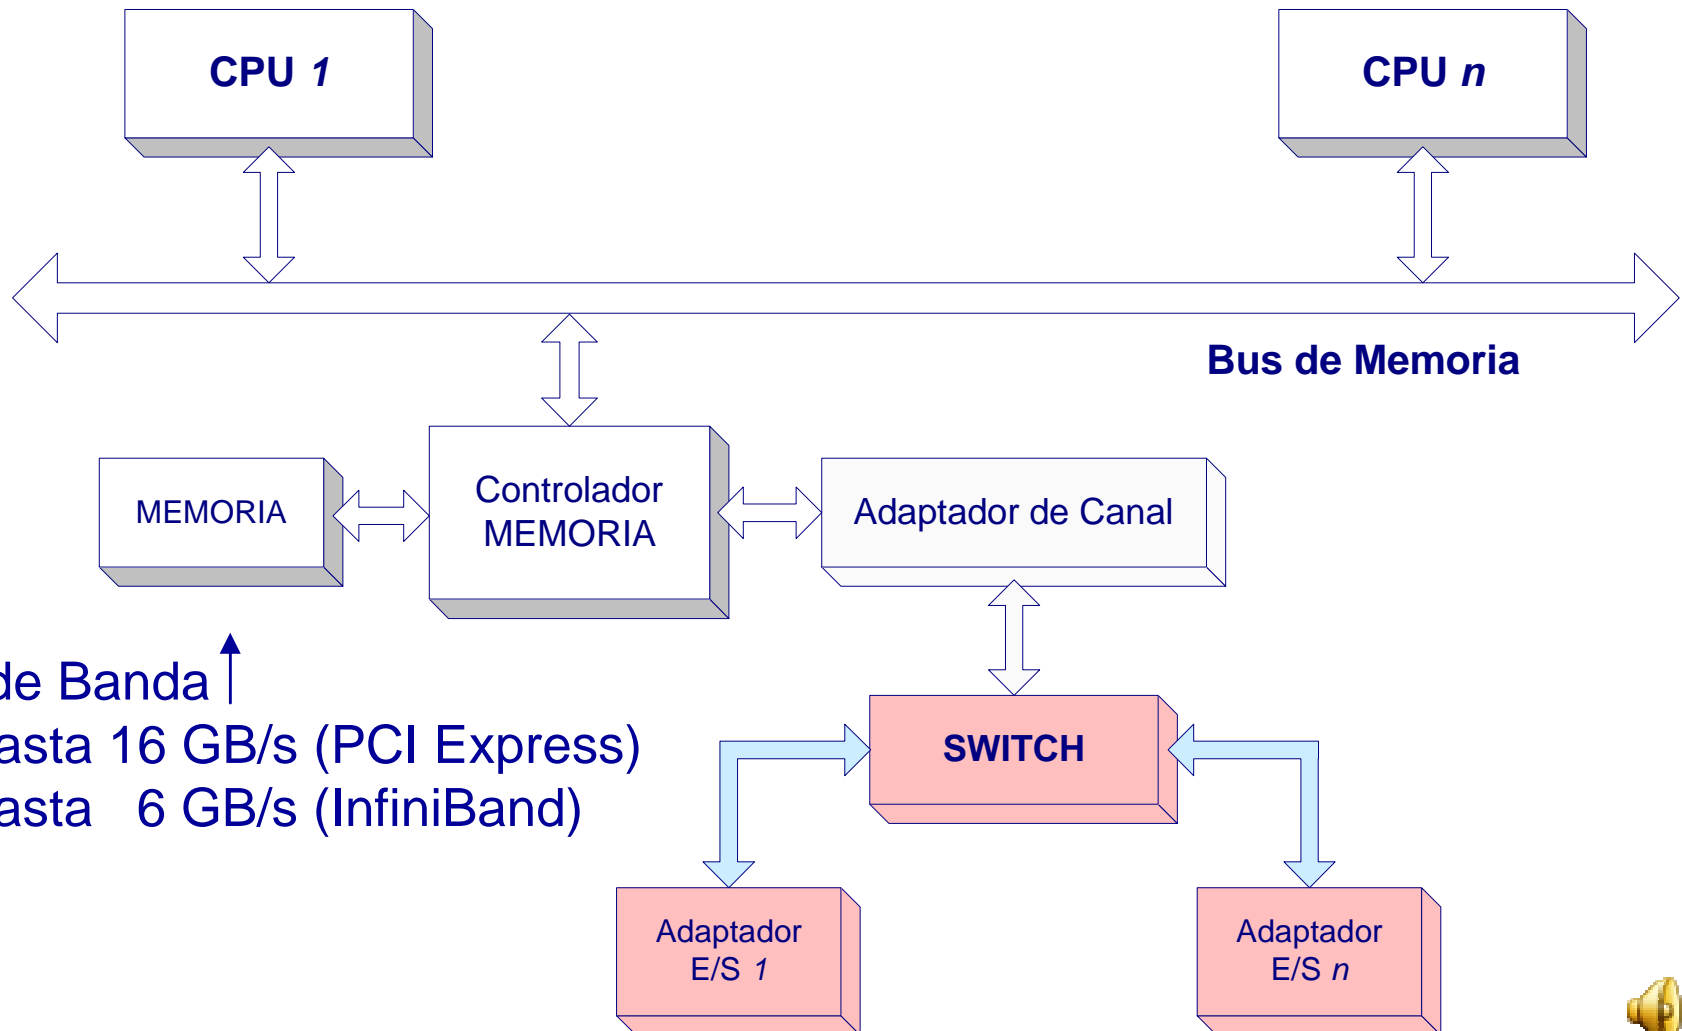 CPU 1
CPU n
Bus de Memoria
MEMORIA
Controlador
MEMORIA
Adaptador de Canal
de Banda
asta 16 GB/s (PCI Express)
asta 6 GB/s (InfiniBand)
SWITCH
Adaptador
E/S 1
Adaptador
E/S n